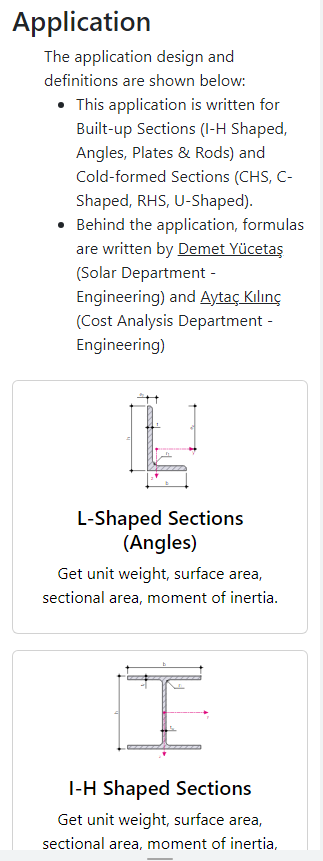 Application
The application design and
definitions are shown below:
This application is written for
Built-up Sections (I-H Shaped,
Angles, Plates & Rods) and
Cold-formed Sections (CHS, C-
Shaped, RHS, U-Shaped).
Behind the application, formulas
are written by Demet Yücetaş
(Solar Department -
Engineering) and Aytaç Kılınç
(Cost Analysis Department -
Engineering)
L-Shaped Sections
(Angles)
Get unit weight, surface area,
sectional area, moment of inertia.
I-H Shaped Sections
Get unit weight, surface area,
sectional area, moment of inertia,